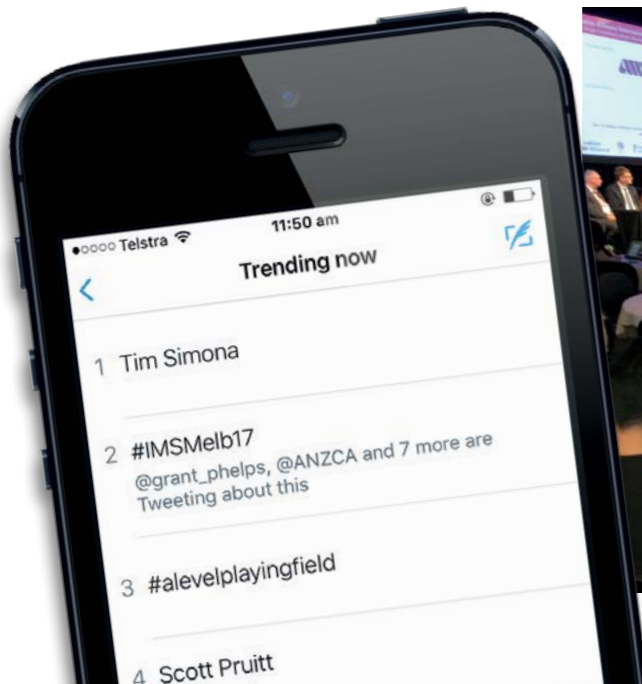 Telstra
11:50 am
Trending now
1 Tim Simona
2 #IMSMelb17
@grant_phelps, @ANZCA and 7 more are
Tweeting about this
3 #alevelplayingfield
4 Scott Pruitt